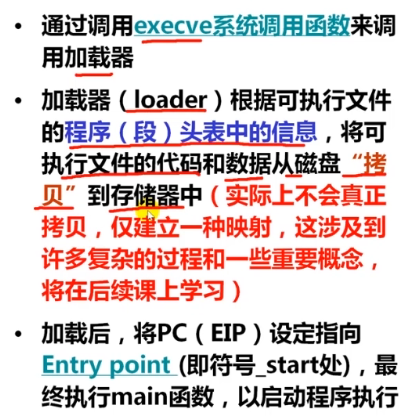 • 通过调用execve系统调用函数来调
用加载器
• 加载器（loader）根据可执行文件
的程序（段）头表中的信息，将可
执行文件的代码和数据从磁盘“拷
贝”到存储器中（实际上不会真正
拷贝，仅建立一种映射，这涉及到
许多复杂的过程和一些重要概念，
将在后续课上学习）
• 加载后，将PC（EIP）设定指向
Entry point (即符号_start处)，最
终执行main函数，以启动程序执行